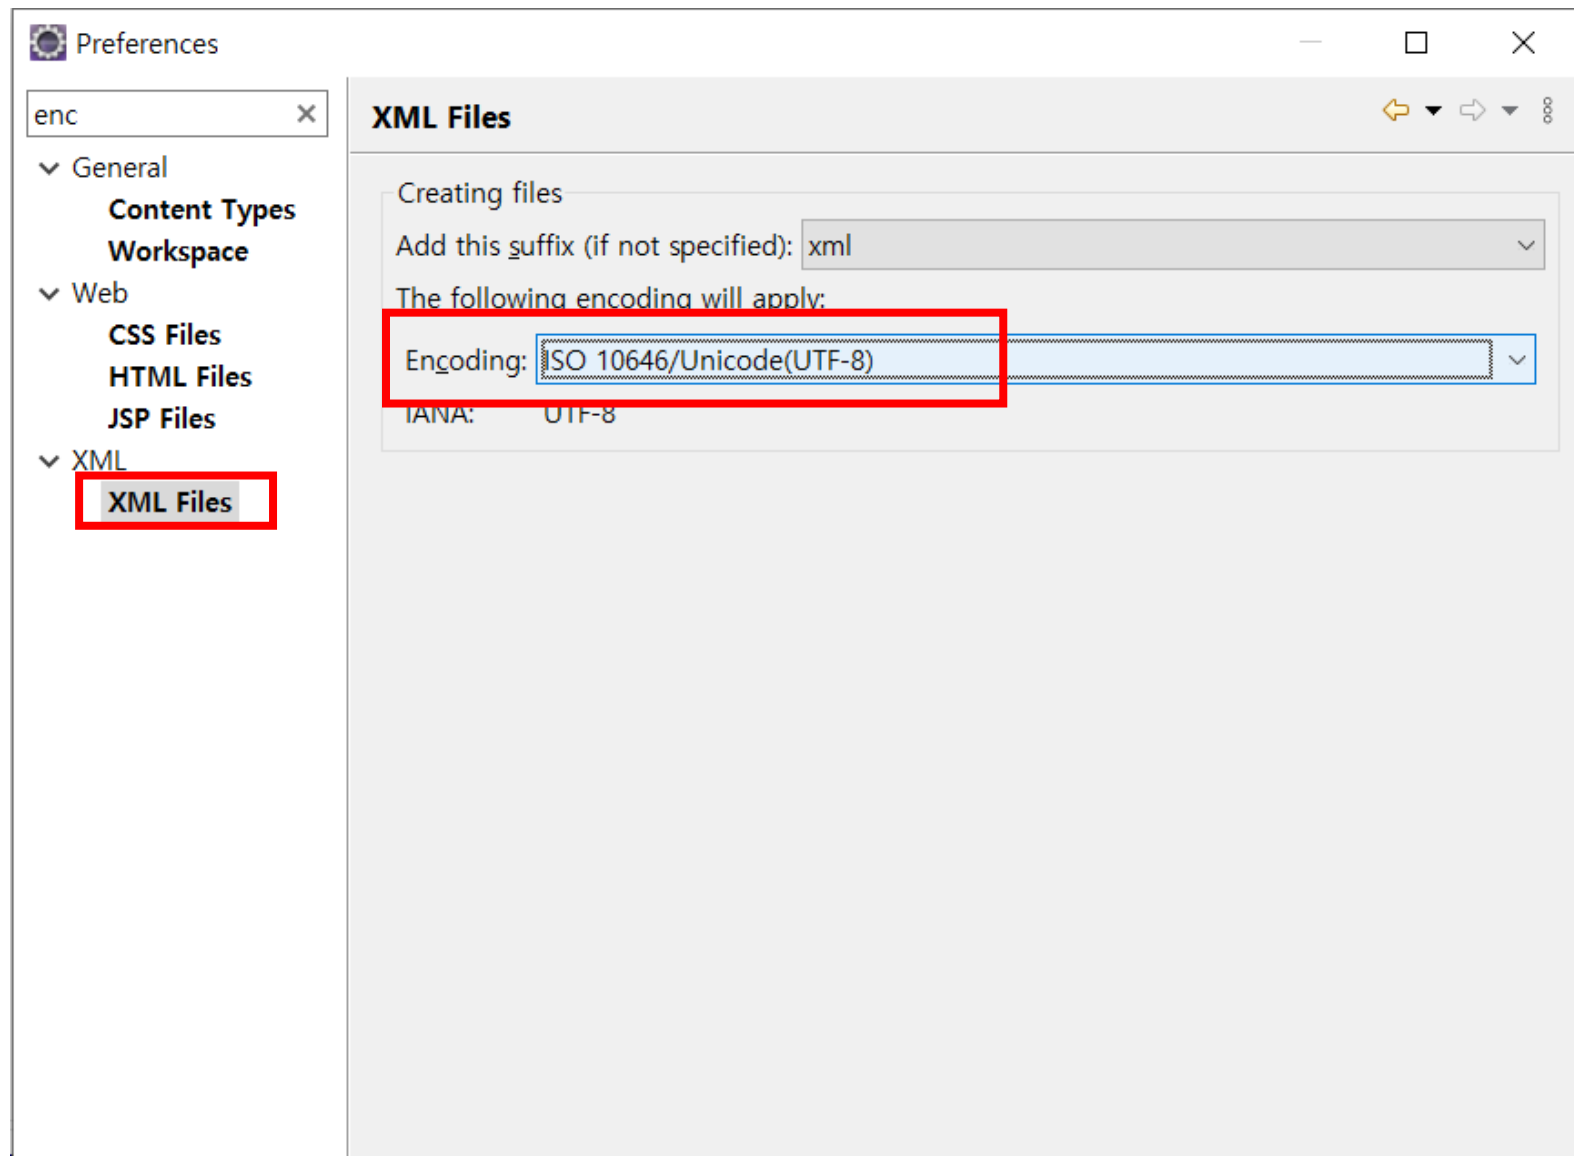 Preferences
enc
General
Content Types
Workspace
Web
CSS Files
HTML Files
JSP Files
XML
XML Files
XML Files
Creating files
Add this suffix (if not specified): xml
The following encoding will apply:
Encoding: ISO 10646/Unicode(UTF-8)
IANA: UTF-8